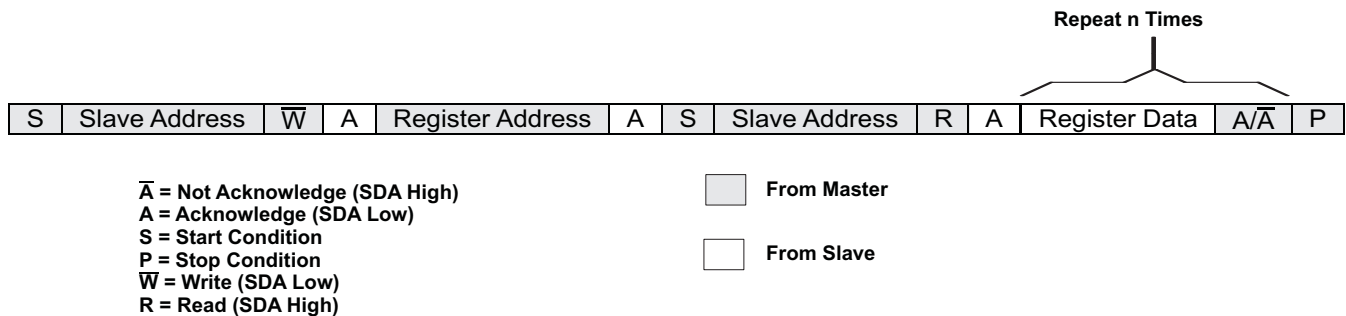 Repeat n Times
S Slave Address W̅ A Register Address A S Slave Address R A Register Data A/A̅ P
A̅ = Not Acknowledge (SDA High)
A = Acknowledge (SDA Low)
S = Start Condition
P = Stop Condition
W̅ = Write (SDA Low)
R = Read (SDA High)
From Master
From Slave